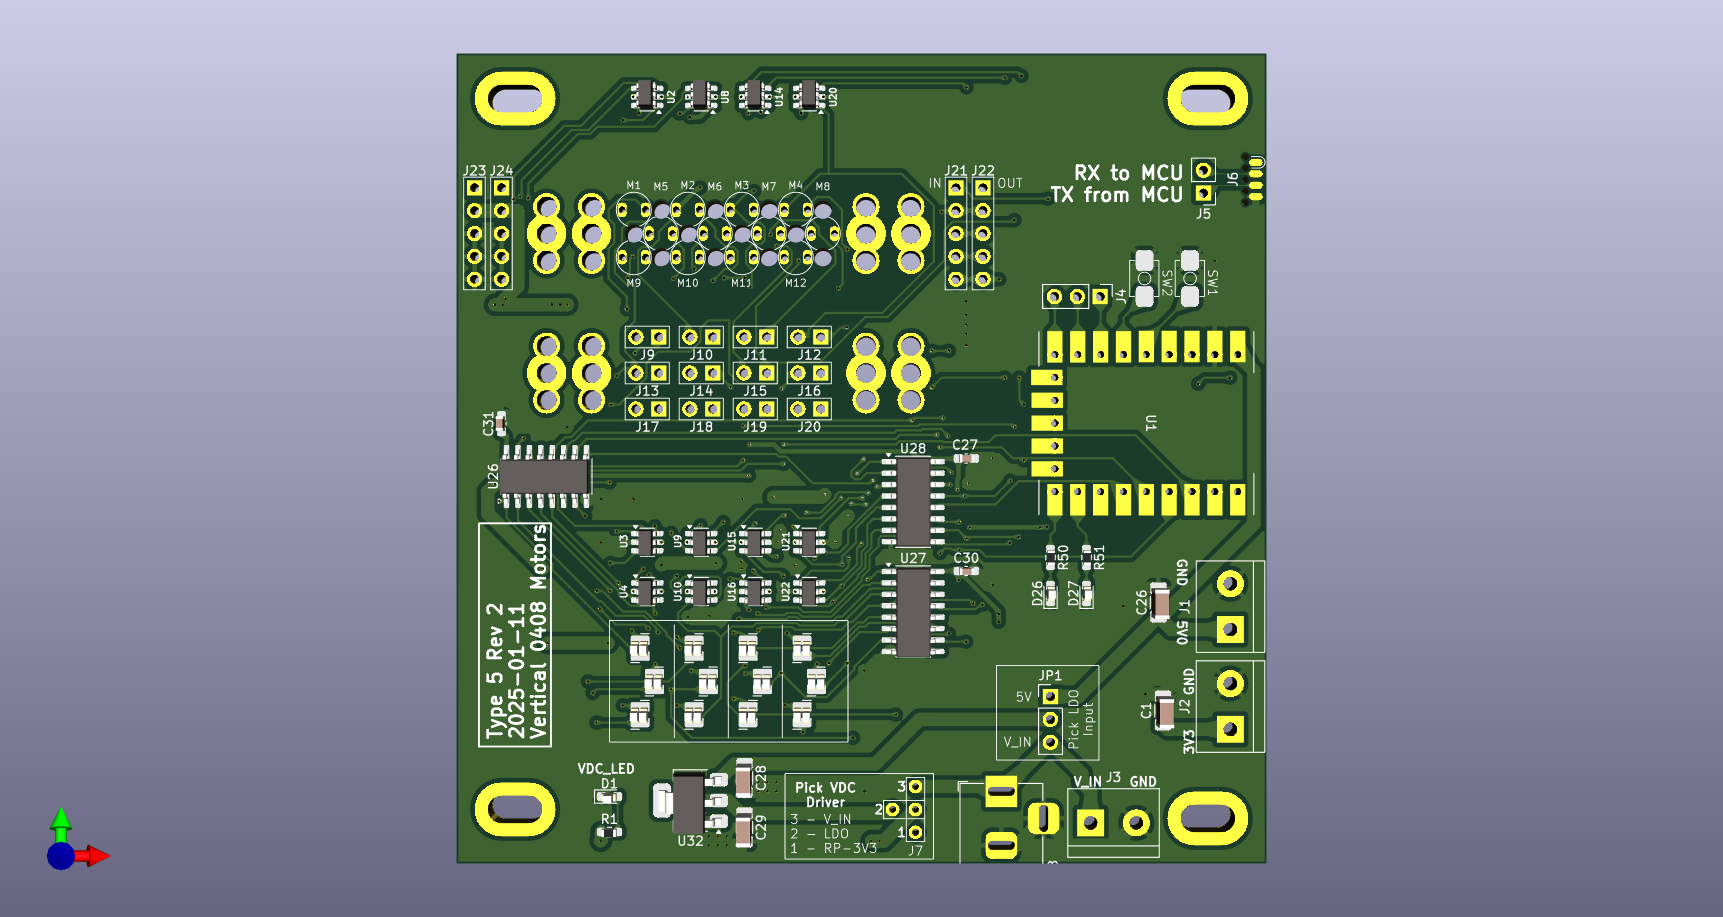 U2
U8
U14
U20
J23 J24
J21 J22
IN
OUT
RX to MCU
TX from MCU
J6
J5
M1 M5 M2 M6 M3 M7 M4 M8
M9 M10 M11 M12
SW2
SW1
J4
J9 J10 J11 J12
J13 J14 J15 J16
J17 J18 J19 J20
C31
U26
U28
C27
U1
U3
U9
U15
U21
U27
C30
U4
U10
U16
U22
R50
R51
D26
D27
C26
GND
J1
5V0
Type 5 Rev 2
2025-01-11
Vertical 0408 Motors
JP1
5V
V_IN
Pick LDO
Input
C1
GND
J2
3V3
VDC_LED
D1
R1
U32
C28
C29
Pick VDC
Driver
3 - V_IN
2 - LDO
1 - RP-3V3
3
2
1
J7
V_IN J3 GND